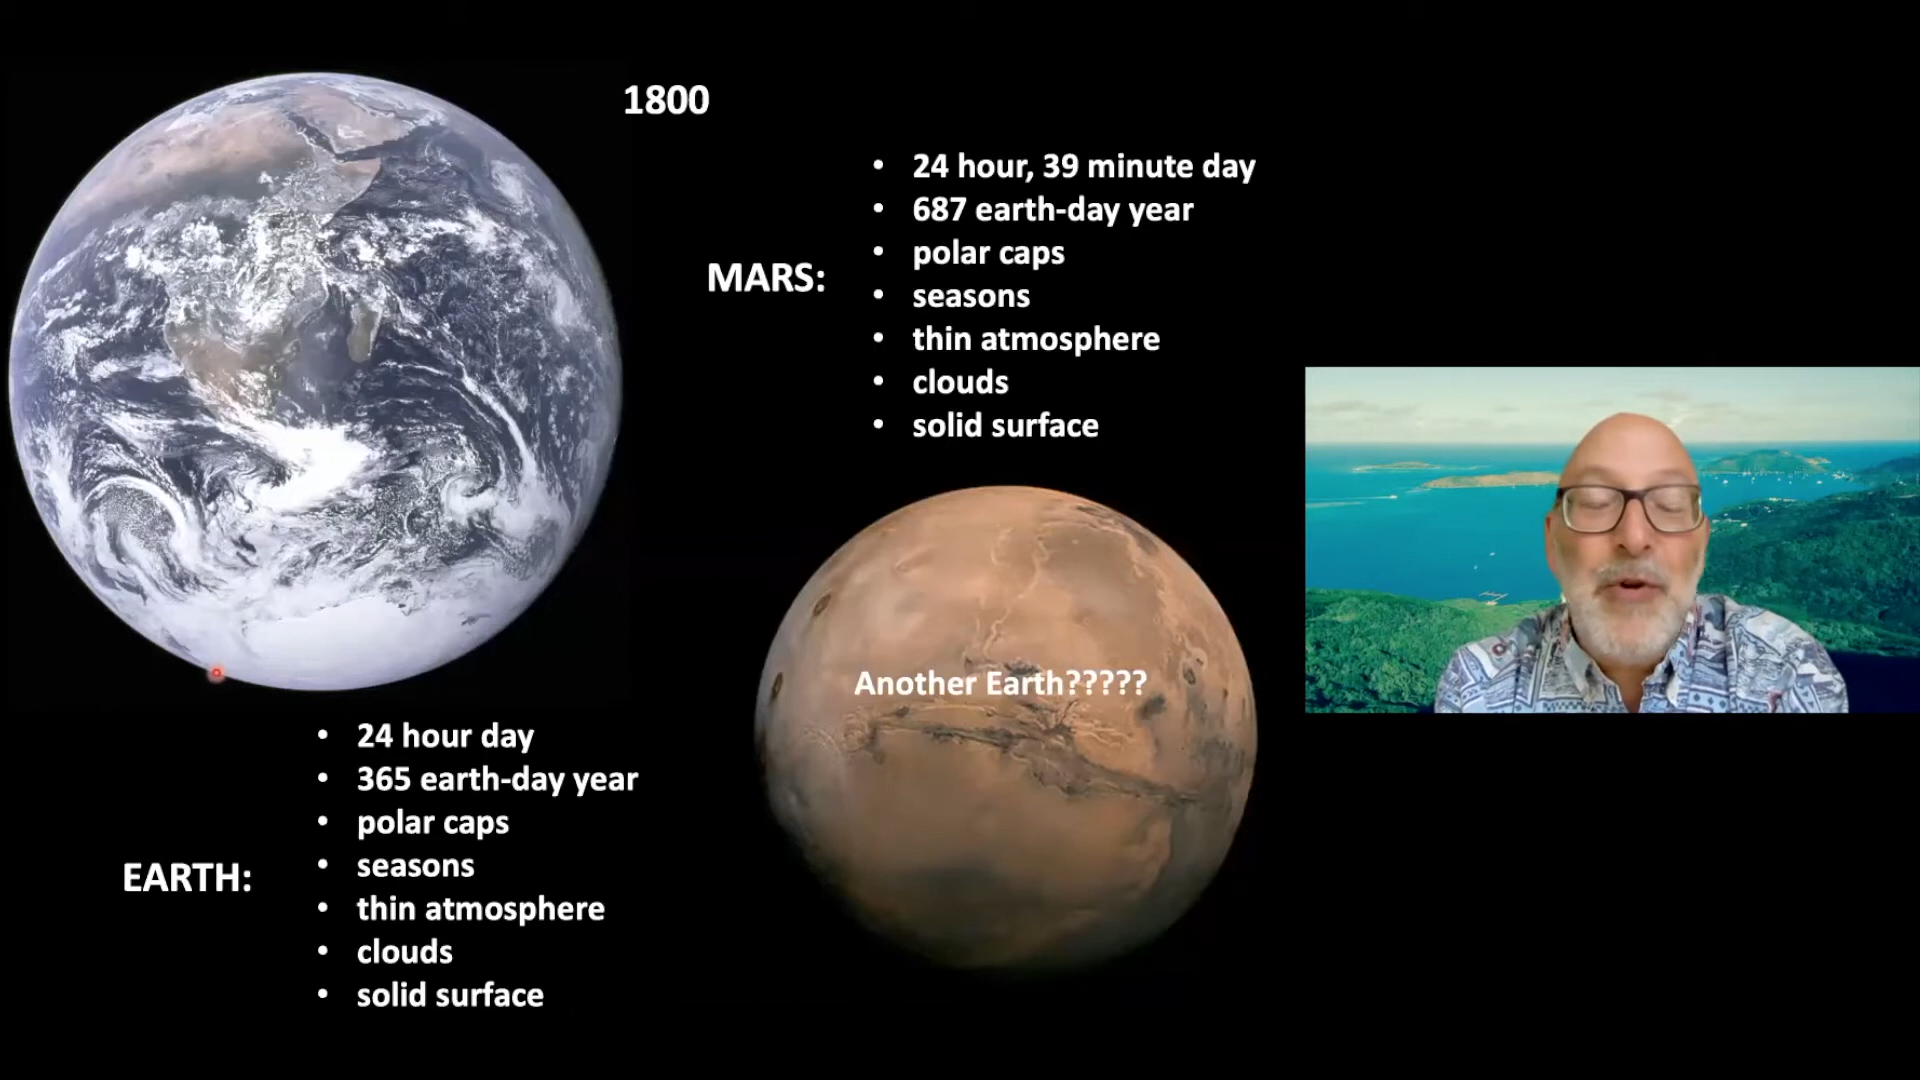 1800
MARS:
• 24 hour, 39 minute day
• 687 earth-day year
• polar caps
• seasons
• thin atmosphere
• clouds
• solid surface
Another Earth?????
EARTH:
• 24 hour day
• 365 earth-day year
• polar caps
• seasons
• thin atmosphere
• clouds
• solid surface